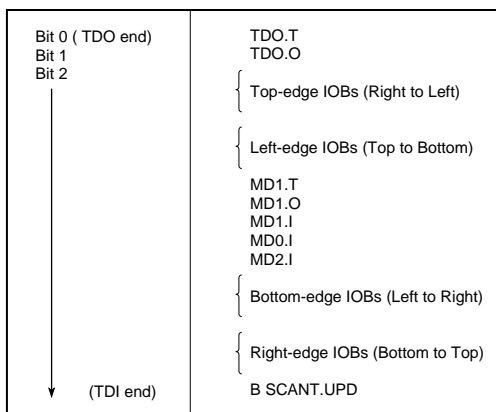 Bit 0 ( TDO end)
Bit 1
Bit 2
(TDI end)
TDO.T
TDO.O
Top-edge IOBs (Right to Left)
Left-edge IOBs (Top to Bottom)
MD1.T
MD1.O
MD1.I
MD0.I
MD2.I
Bottom-edge IOBs (Left to Right)
Right-edge IOBs (Bottom to Top)
B SCANT.UPD